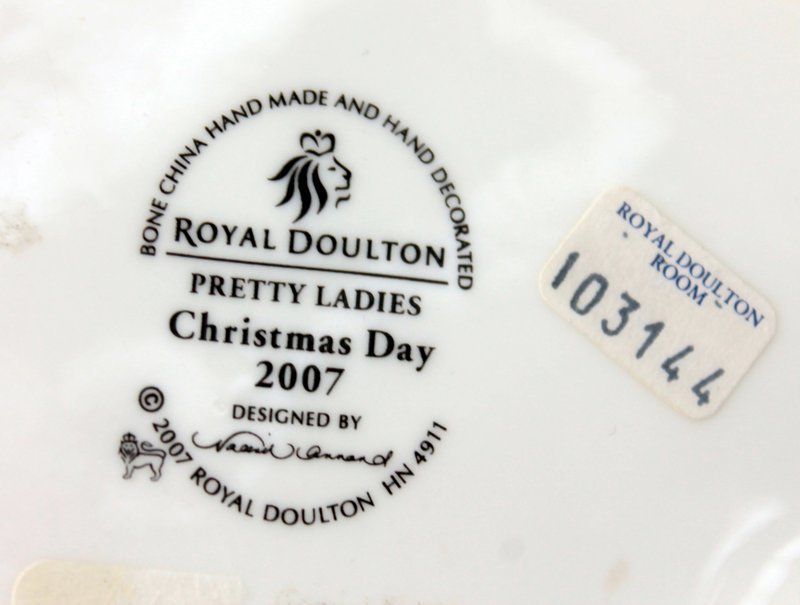 BONE CHINA HAND MADE AND HAND DECORATED
ROYAL DOULTON
PRETTY LADIES
Christmas Day
2007
DESIGNED BY
© 2007 ROYAL DOULTON HN 4911
ROYAL DOULTON
ROOM
103144